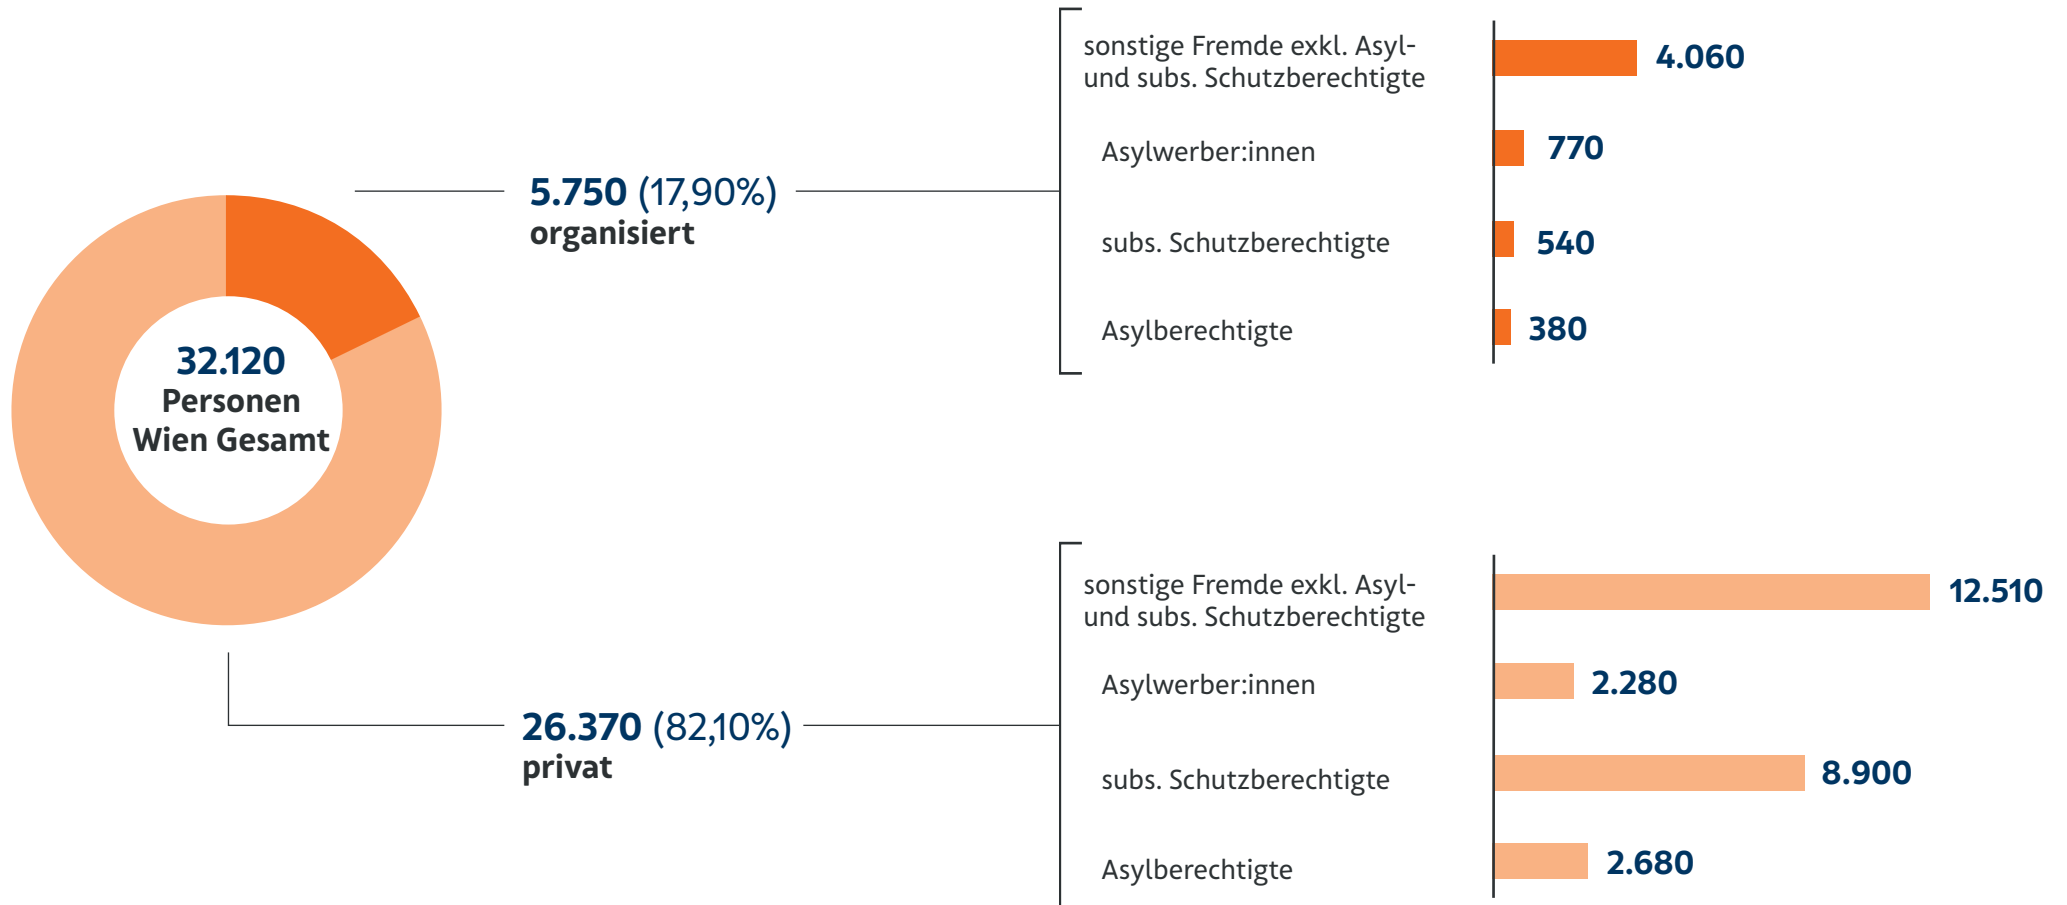 32.120
Personen
Wien Gesamt
5.750 (17,90%)
organisiert
sonstige Fremde exkl. Asyl-
und subs. Schutzberechtigte
4.060
Asylwerber:innen
770
subs. Schutzberechtigte
540
Asylberechtigte
380
26.370 (82,10%)
privat
sonstige Fremde exkl. Asyl-
und subs. Schutzberechtigte
12.510
Asylwerber:innen
2.280
subs. Schutzberechtigte
8.900
Asylberechtigte
2.680